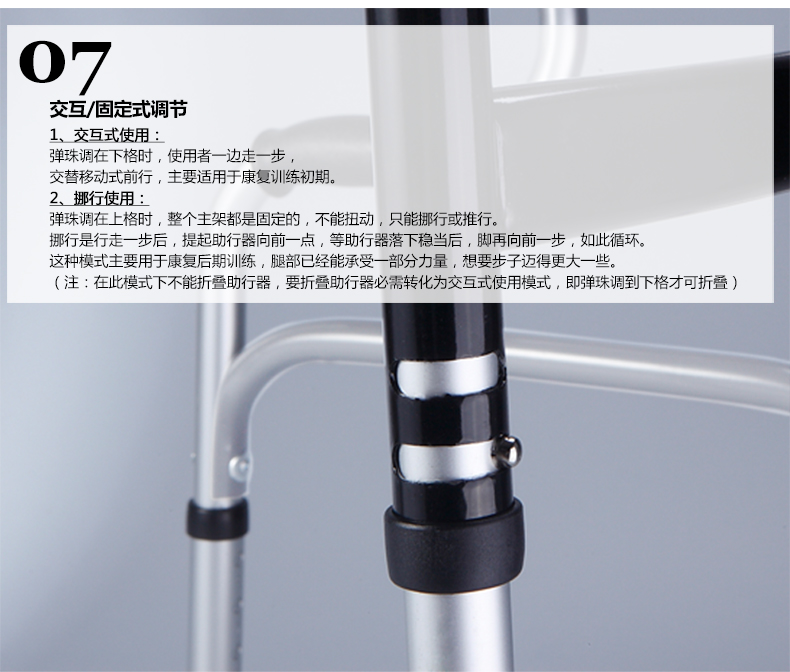 07
交互/固定式调节
1、交互式使用：
弹珠调在下格时，使用者一边走一步，
交替移动式前行，主要适用于康复训练初期。
2、挪行使用：
弹珠调在上格时，整个主架都是固定的，不能扭动，只能挪行或推行。
挪行是行走一步后，提起助行器向前一点，等助行器落下稳当后，脚再向前一步，如此循环。
这种模式主要用于康复后期训练，腿部已经能承受一部分力量，想要步子迈得更大一些。
（注：在此模式下不能折叠助行器，要折叠助行器必需转化为交互式使用模式，即弹珠调到下格才可折叠）